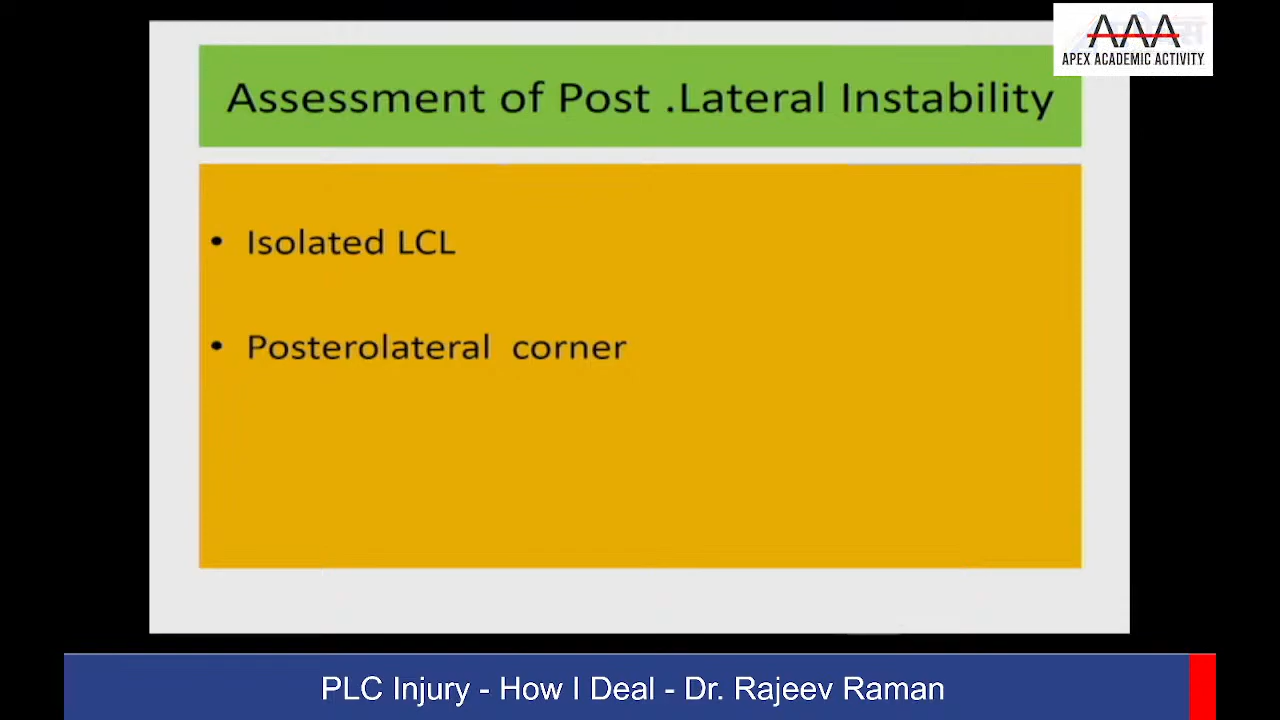 AAA
APEX ACADEMIC ACTIVITY
Assessment of Post .Lateral Instability
• Isolated LCL
• Posterolateral corner
PLC Injury - How I Deal - Dr. Rajeev Raman